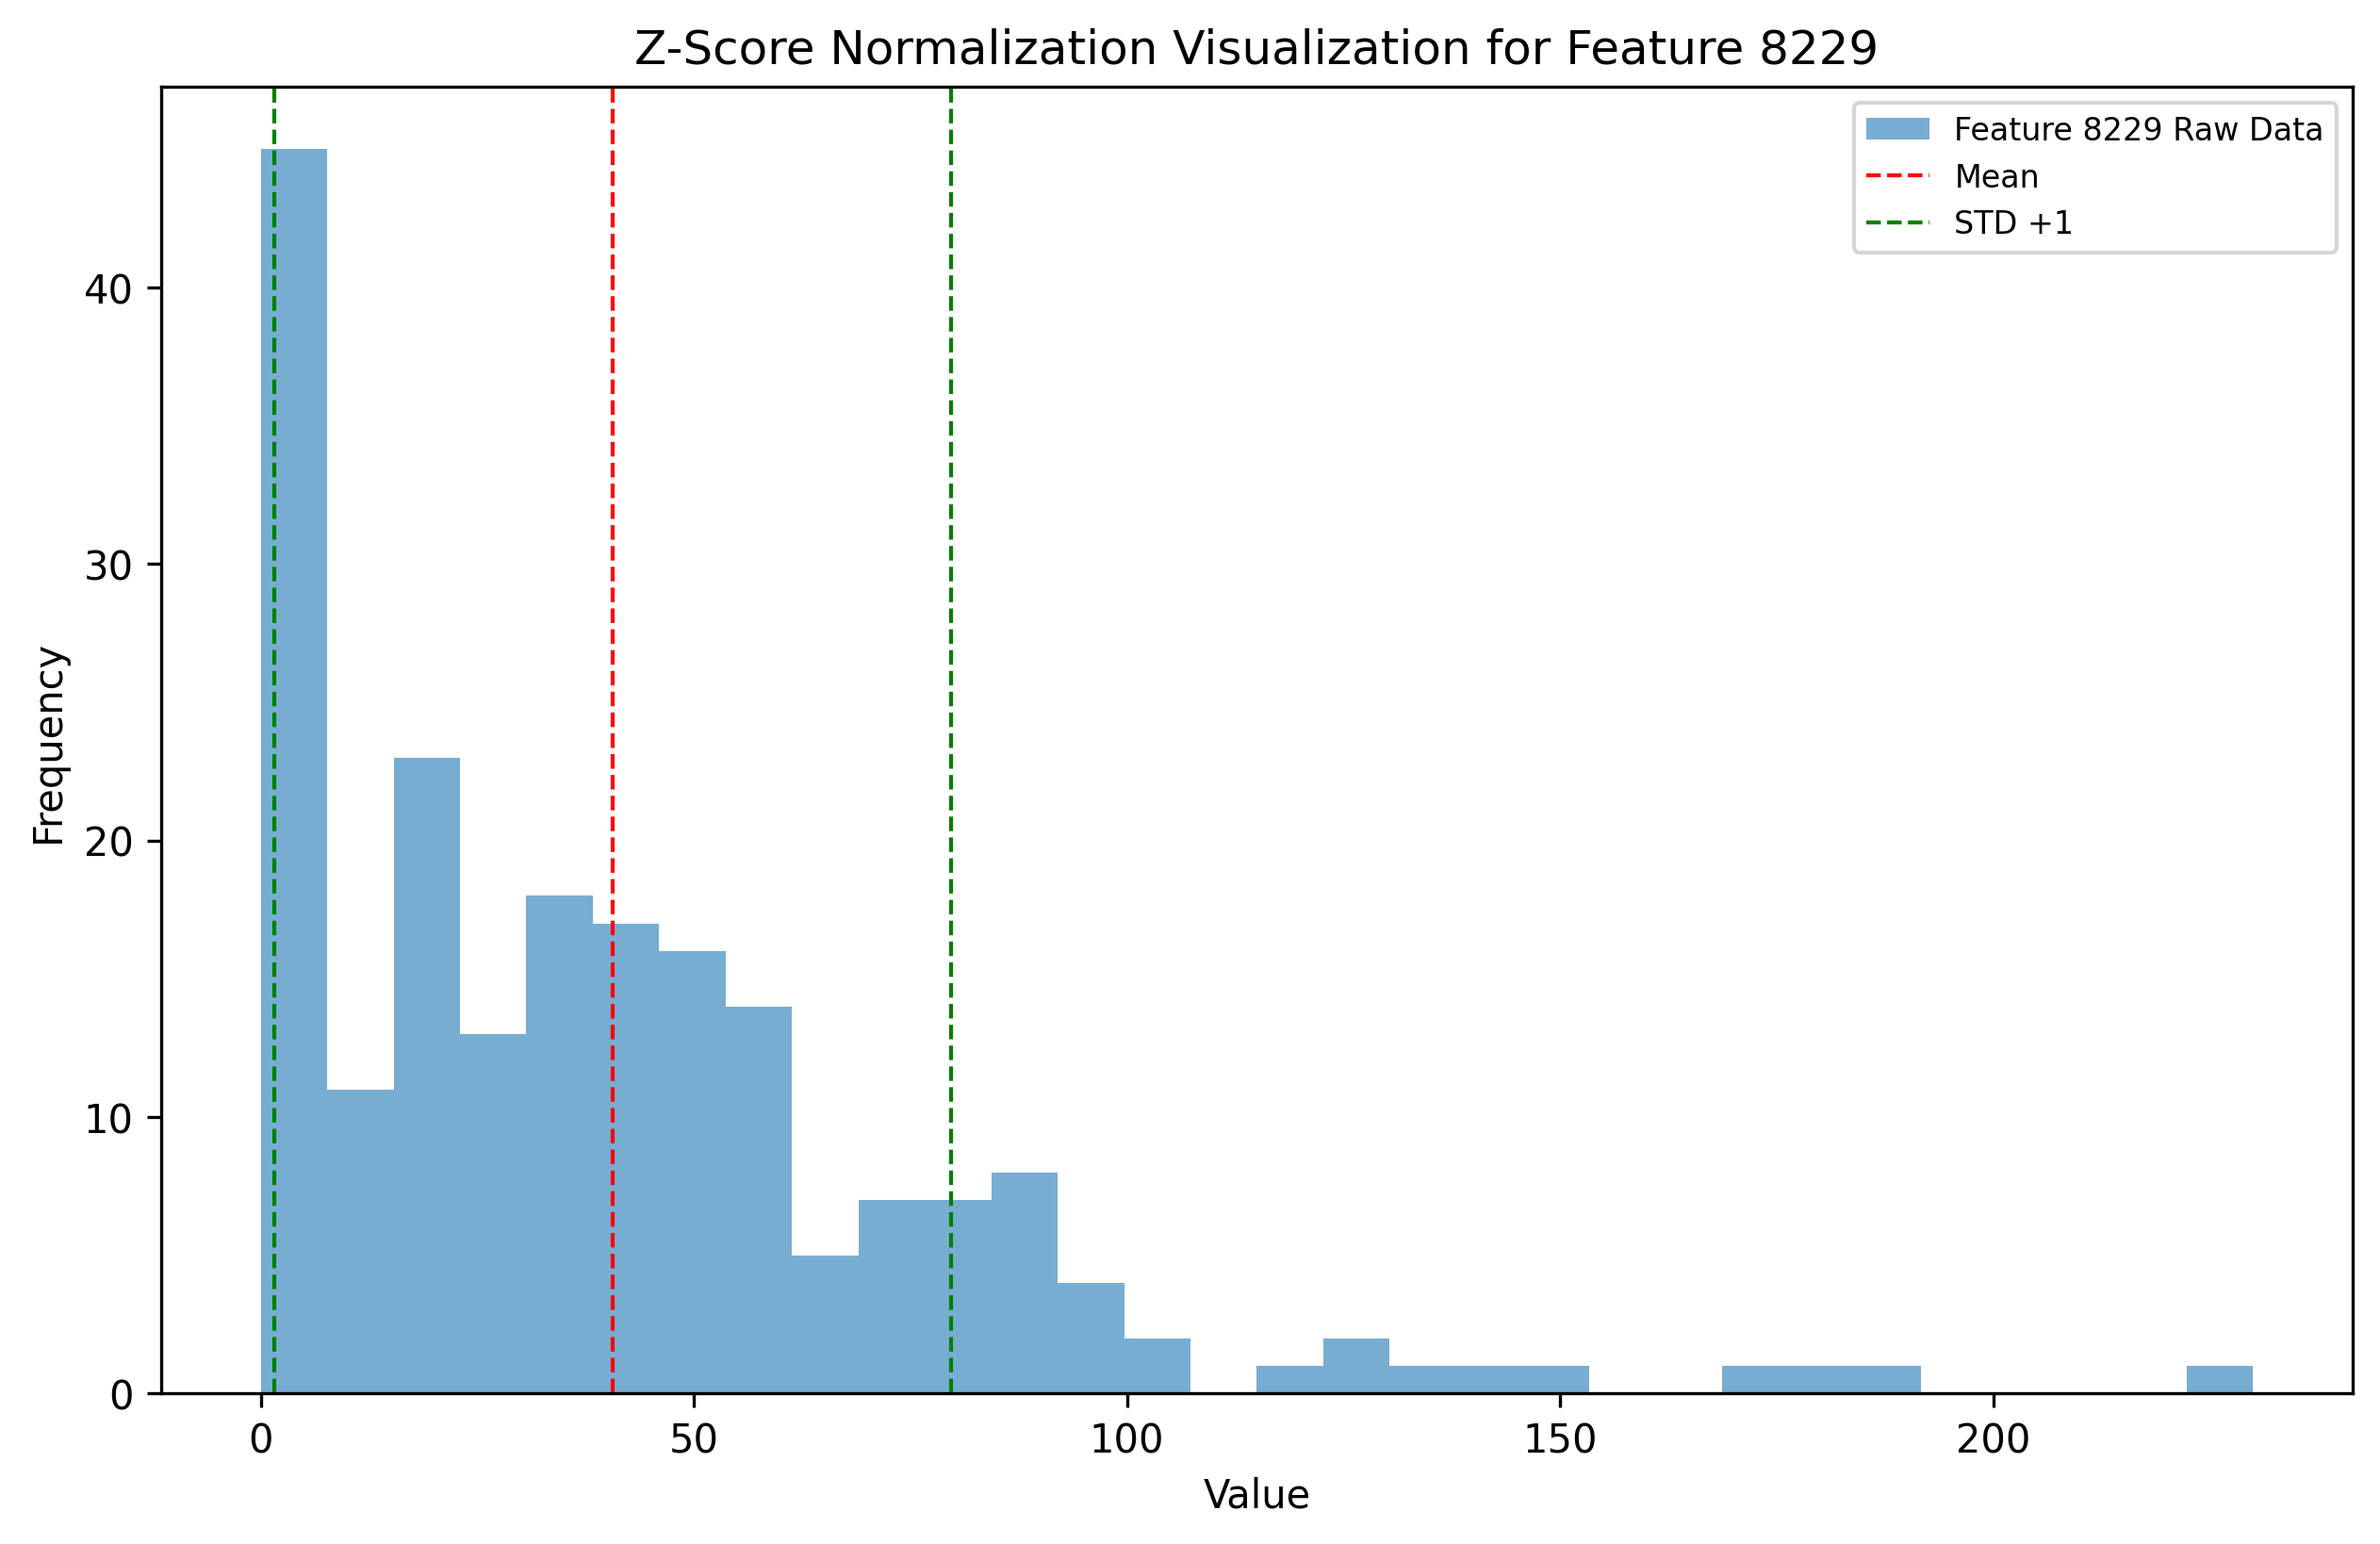 Z-Score Normalization Visualization for Feature 8229
Feature 8229 Raw Data
Mean
STD +1
Frequency
40
30
20
10
0
0 50 100 150 200
Value